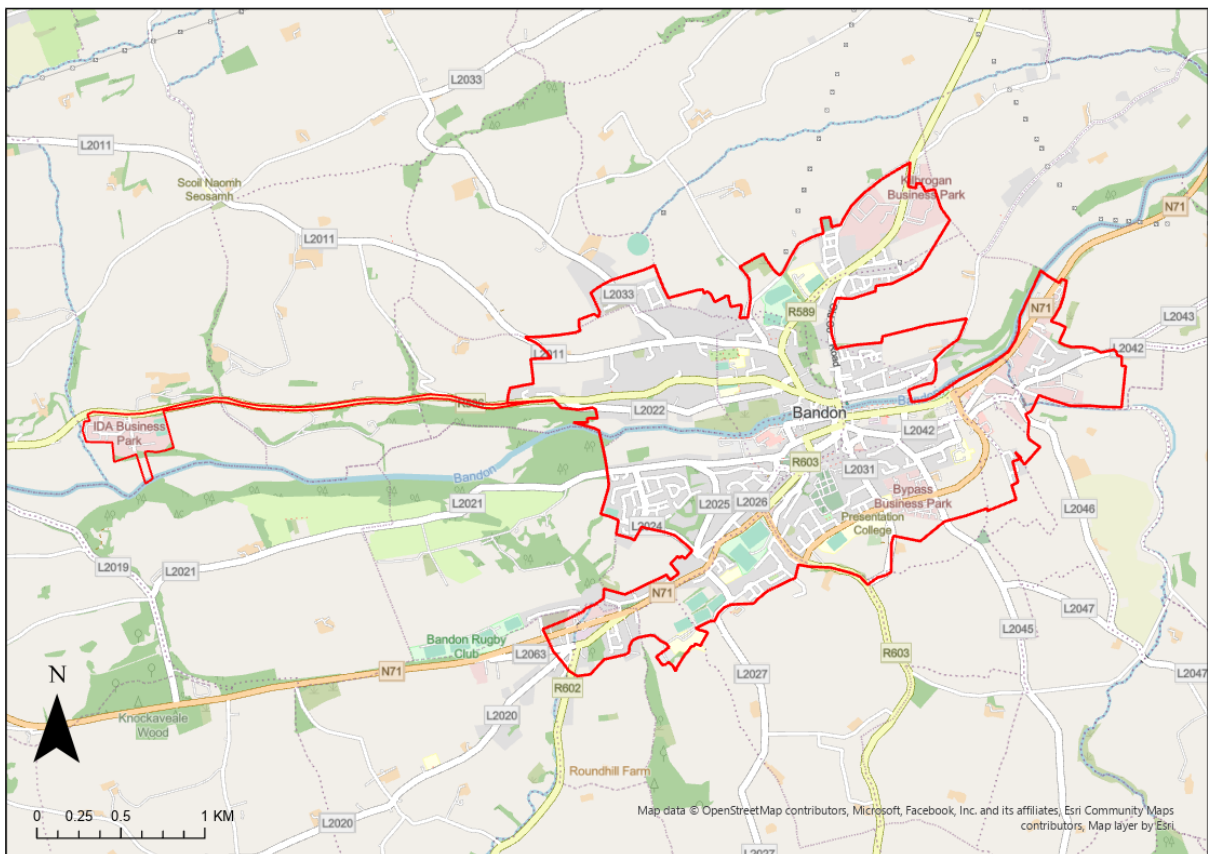 L2033
L2011
Scoil Naomh
Seosamh
Kilbrogan
Business Park
N71
L2011
L2033
R589
Old Road
N71
L2043
L2042
L2011
L2022
Bandon
Bandon
L2042
IDA Business
Park
R603
L2031
Bandon
L2021
L2025
L2026
Bypass
Business Park
L2046
L2024
Presentation
College
L2019
L2021
N71
L2047
L2045
Bandon Rugby
Club
L2063
R603
N
N71
R602
L2027
L2047
Knockaveale
Wood
L2020
Roundhill Farm
0 0.25 0.5 1 KM
L2020
Map data © OpenStreetMap contributors, Microsoft, Facebook, Inc. and its affiliates, Esri Community Maps
contributors, Map layer by Esri
L2027